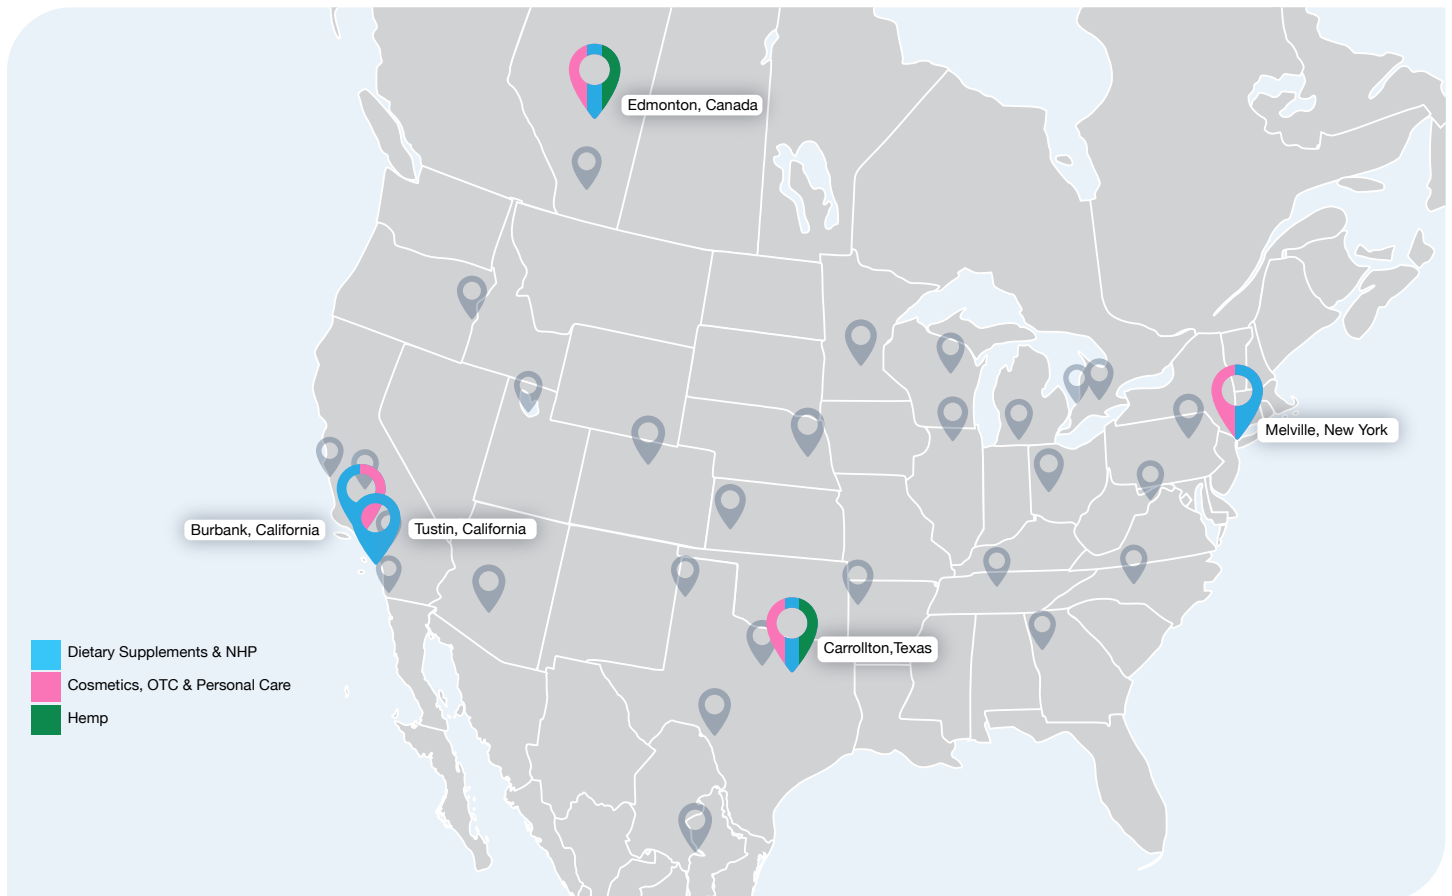 Edmonton, Canada
Melville, New York
Burbank, California
Tustin, California
Carrollton,Texas
Dietary Supplements & NHP
Cosmetics, OTC & Personal Care
Hemp